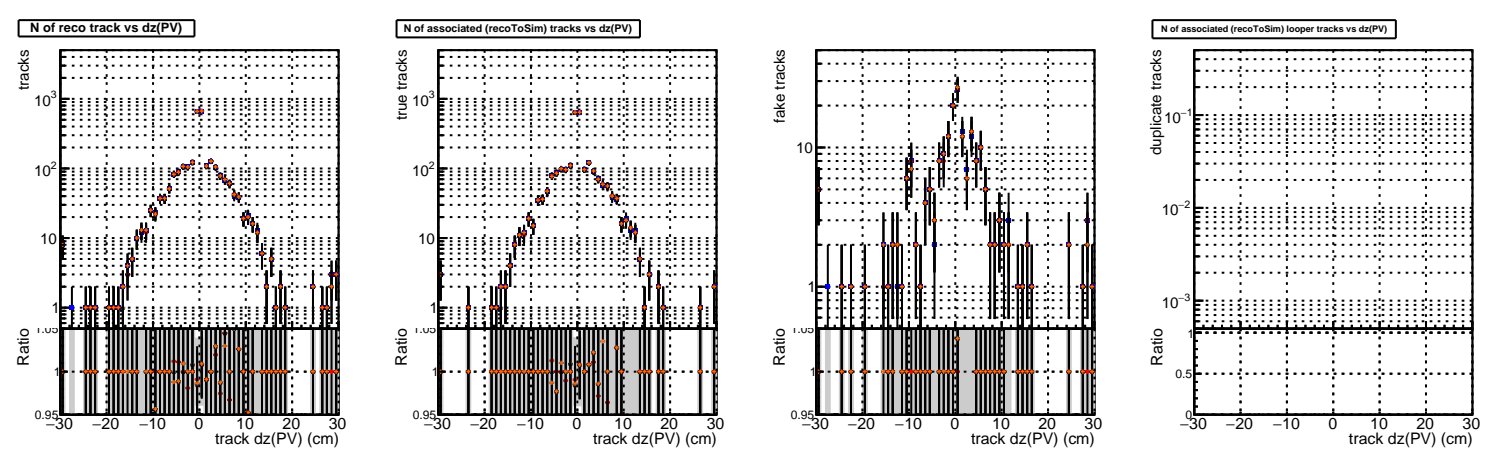 N of reco track vs dz(PV)
tracks
10³
10²
10
1
Ratio
1.05
1
0.95
−30 −20 −10 0 10 20 30
track dz(PV) (cm)
N of associated (recoToSim) tracks vs dz(PV)
true tracks
10³
10²
10
1
Ratio
1.05
1
0.95
−30 −20 −10 0 10 20 30
track dz(PV) (cm)
fake tracks
10
1
Ratio
1.05
1
0.95
−30 −20 −10 0 10 20 30
track dz(PV) (cm)
N of associated (recoToSim) looper tracks vs dz(PV)
duplicate tracks
10⁻¹
10⁻²
10⁻³
Ratio
1
0.5
0
−30 −20 −10 0 10 20 30
track dz(PV) (cm)